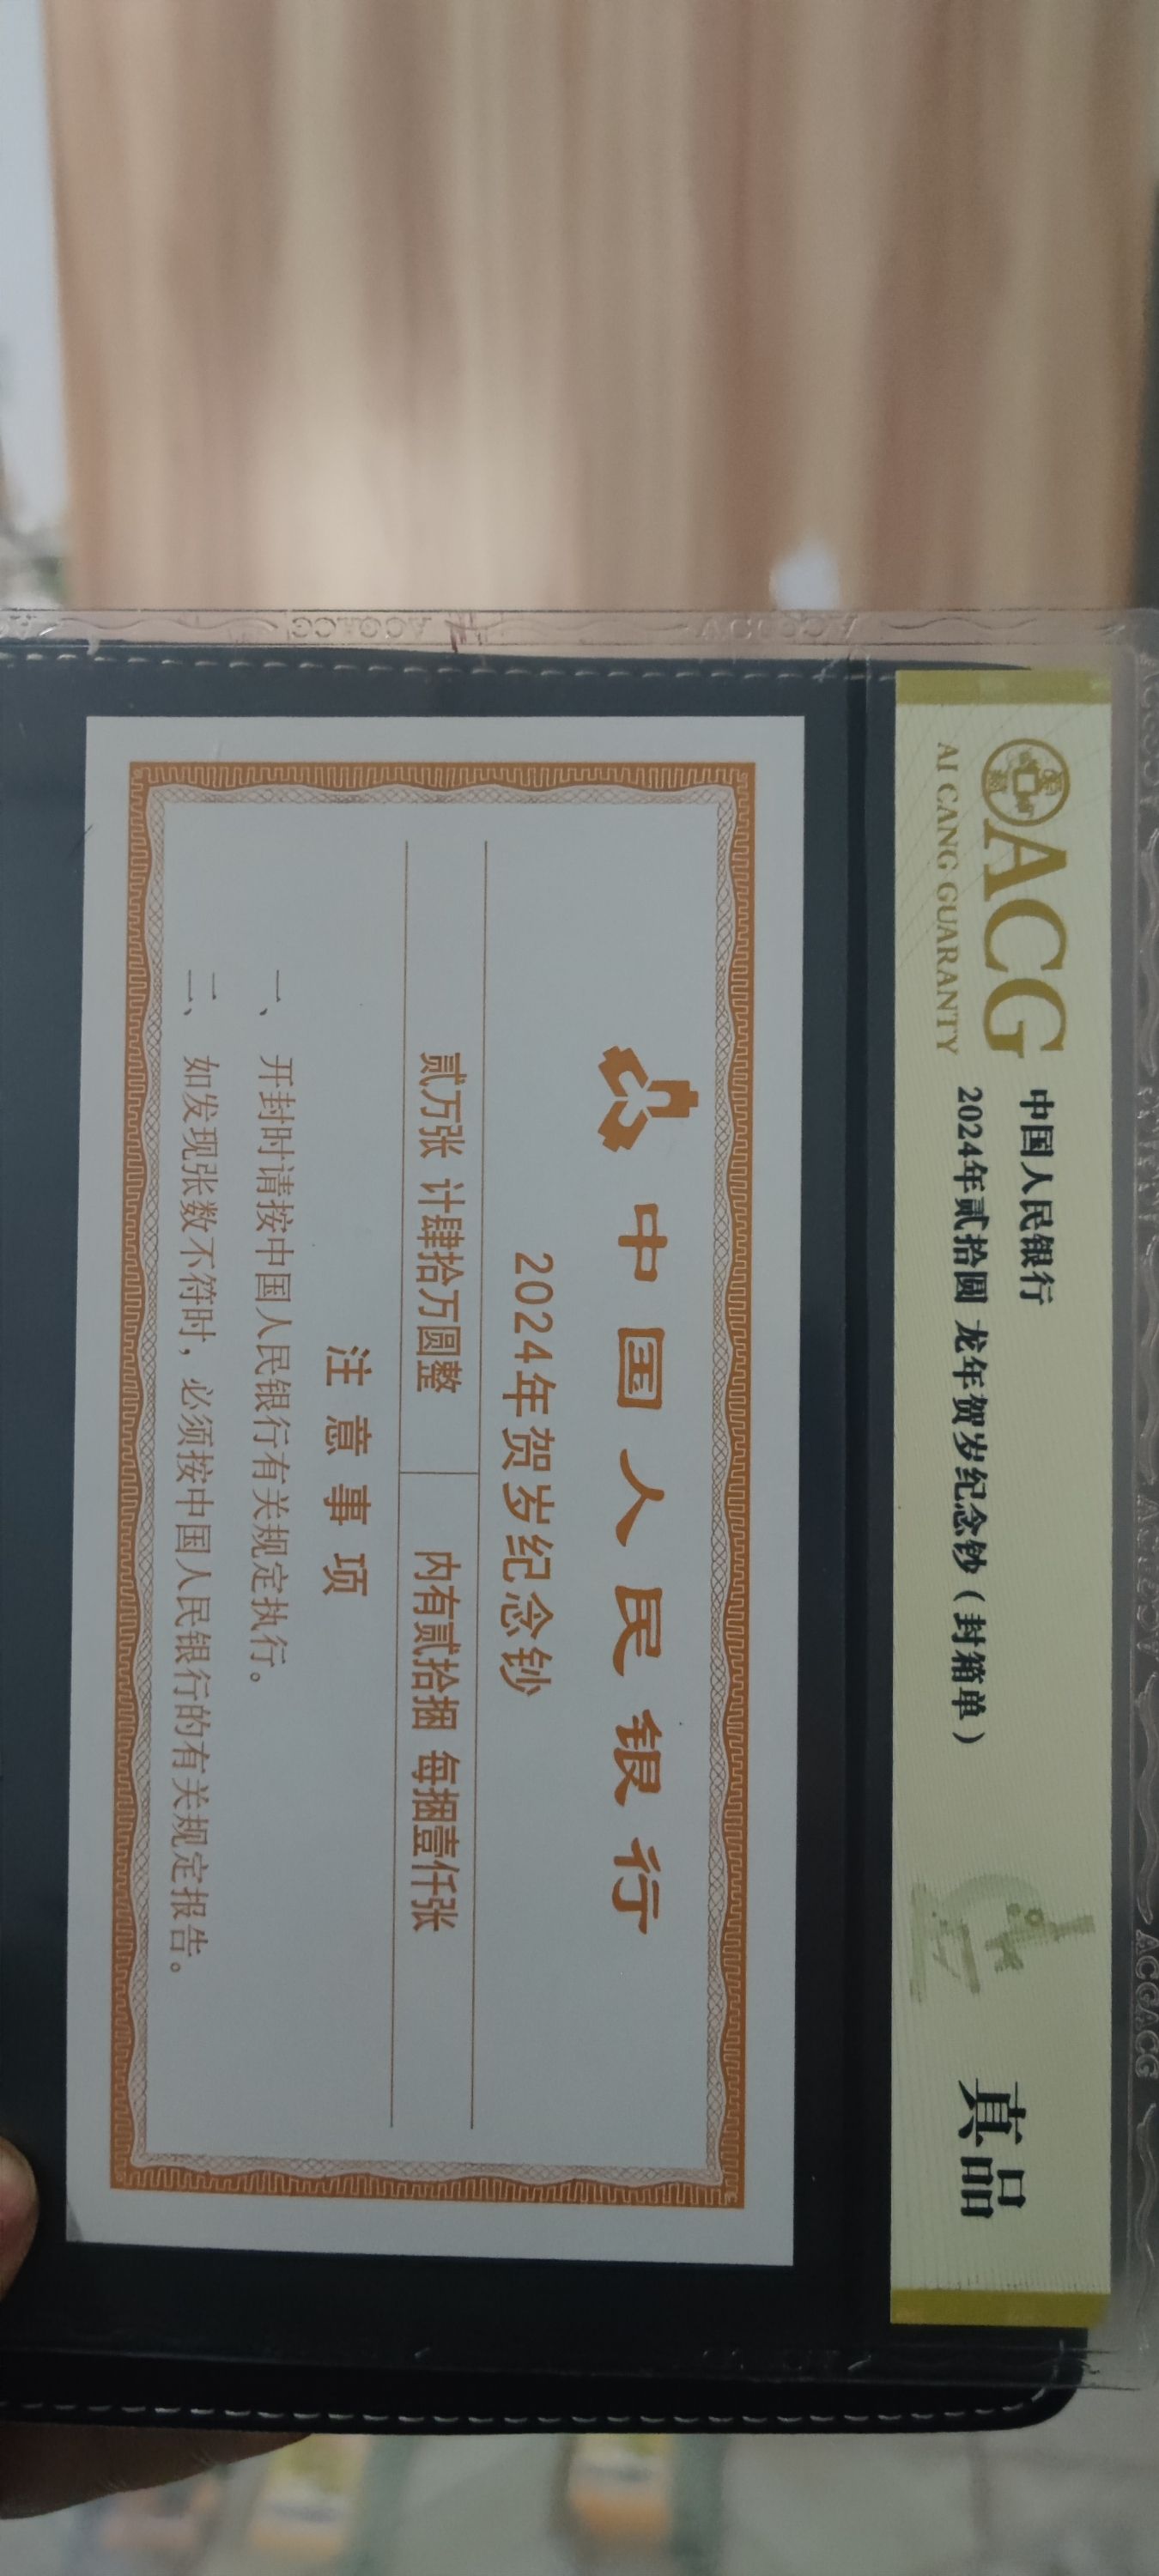 ACG
AI CANG GUARANTY
中国人民银行
2024年贰拾圆 龙年贺岁纪念钞（封箱单）
真品
中国人民银行
2024年贺岁纪念钞
贰万张 计肆拾万圆整 内有贰拾捆 每捆壹仟张
注意事项
一、 开封时请按中国人民银行有关规定执行。
二、 如发现张数不符时，必须按中国人民银行的有关规定报告。
ACGACG